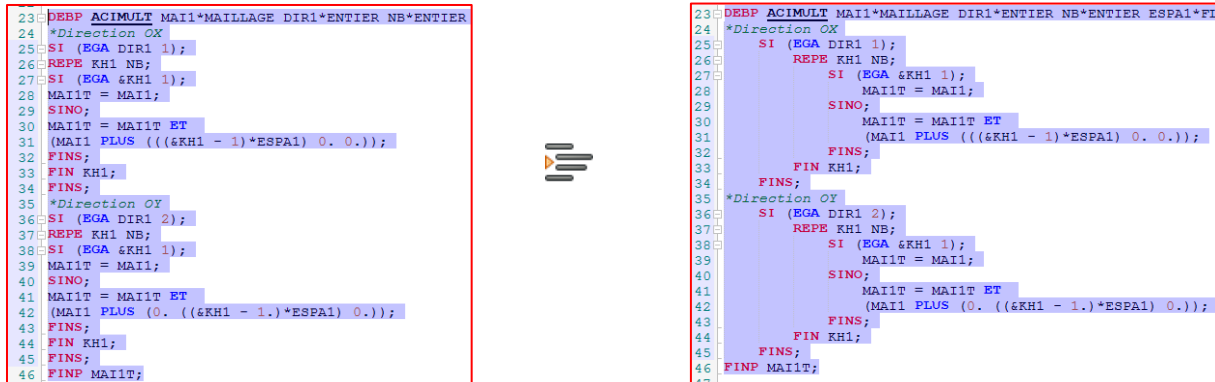 23 DEBP ACIMULT MAI1*MAILLAGE DIR1*ENTIER NB*ENTIER
24 *Direction OX
25 SI (EGA DIR1 1);
26 REPE KH1 NB;
27 SI (EGA &KH1 1);
28 MAI1T = MAI1;
29 SINO;
30 MAI1T = MAI1T ET
31 (MAI1 PLUS (((&KH1 - 1)*ESPA1) 0. 0.));
32 FINS;
33 FIN KH1;
34 FINS;
35 *Direction OY
36 SI (EGA DIR1 2);
37 REPE KH1 NB;
38 SI (EGA &KH1 1);
39 MAI1T = MAI1;
40 SINO;
41 MAI1T = MAI1T ET
42 (MAI1 PLUS (0. ((&KH1 - 1.)*ESPA1) 0.));
43 FINS;
44 FIN KH1;
45 FINS;
46 FINP MAI1T;
23 DEBP ACIMULT MAI1*MAILLAGE DIR1*ENTIER NB*ENTIER ESPA1*FL
24 *Direction OX
25 SI (EGA DIR1 1);
26 REPE KH1 NB;
27 SI (EGA &KH1 1);
28 MAI1T = MAI1;
29 SINO;
30 MAI1T = MAI1T ET
31 (MAI1 PLUS (((&KH1 - 1)*ESPA1) 0. 0.));
32 FINS;
33 FIN KH1;
34 FINS;
35 *Direction OY
36 SI (EGA DIR1 2);
37 REPE KH1 NB;
38 SI (EGA &KH1 1);
39 MAI1T = MAI1;
40 SINO;
41 MAI1T = MAI1T ET
42 (MAI1 PLUS (0. ((&KH1 - 1.)*ESPA1) 0.));
43 FINS;
44 FIN KH1;
45 FINS;
46 FINP MAI1T;